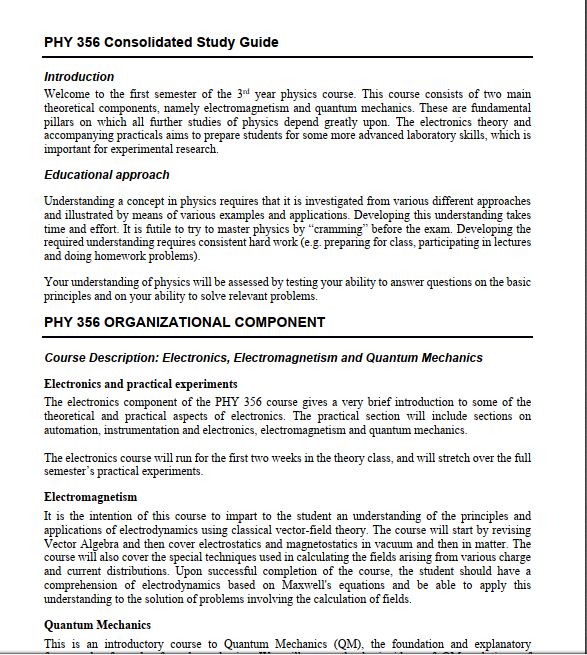 PHY 356 Consolidated Study Guide
Introduction
Welcome to the first semester of the 3rd year physics course. This course consists of two main
theoretical components, namely electromagnetism and quantum mechanics. These are fundamental
pillars on which all further studies of physics depend greatly upon. The electronics theory and
accompanying practicals aims to prepare students for some more advanced laboratory skills, which is
important for experimental research.
Educational approach
Understanding a concept in physics requires that it is investigated from various different approaches
and illustrated by means of various examples and applications. Developing this understanding takes
time and effort. It is futile to try to master physics by “cramming” before the exam. Developing the
required understanding requires consistent hard work (e.g. preparing for class, participating in lectures
and doing homework problems).
Your understanding of physics will be assessed by testing your ability to answer questions on the basic
principles and on your ability to solve relevant problems.
PHY 356 ORGANIZATIONAL COMPONENT
Course Description: Electronics, Electromagnetism and Quantum Mechanics
Electronics and practical experiments
The electronics component of the PHY 356 course gives a very brief introduction to some of the
theoretical and practical aspects of electronics. The practical section will include sections on
automation, instrumentation and electronics, electromagnetism and quantum mechanics.
The electronics course will run for the first two weeks in the theory class, and will stretch over the full
semester’s practical experiments.
Electromagnetism
It is the intention of this course to impart to the student an understanding of the principles and
applications of electrodynamics using classical vector-field theory. The course will start by revising
Vector Algebra and then cover electrostatics and magnetostatics in vacuum and then in matter. The
course will also cover the special techniques used in calculating the fields arising from various charge
and current distributions. Upon successful completion of the course, the student should have a
comprehension of electrodynamics based on Maxwell's equations and be able to apply this
understanding to the solution of problems involving the calculation of fields.
Quantum Mechanics
This is an introductory course to Quantum Mechanics (QM), the foundation and explanatory